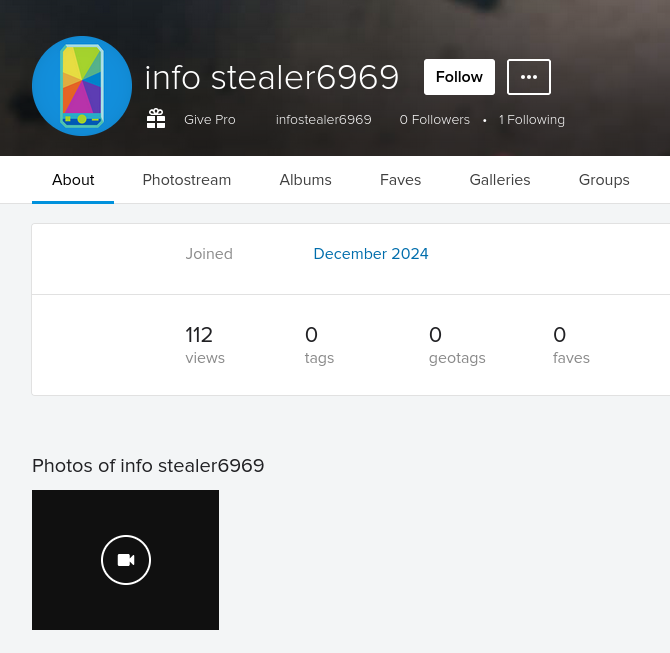 info stealer6969
Follow
Give Pro infostealer6969 0 Followers • 1 Following
About Photostream Albums Faves Galleries Groups
Joined December 2024
112 0 0 0
views tags geotags faves
Photos of info stealer6969